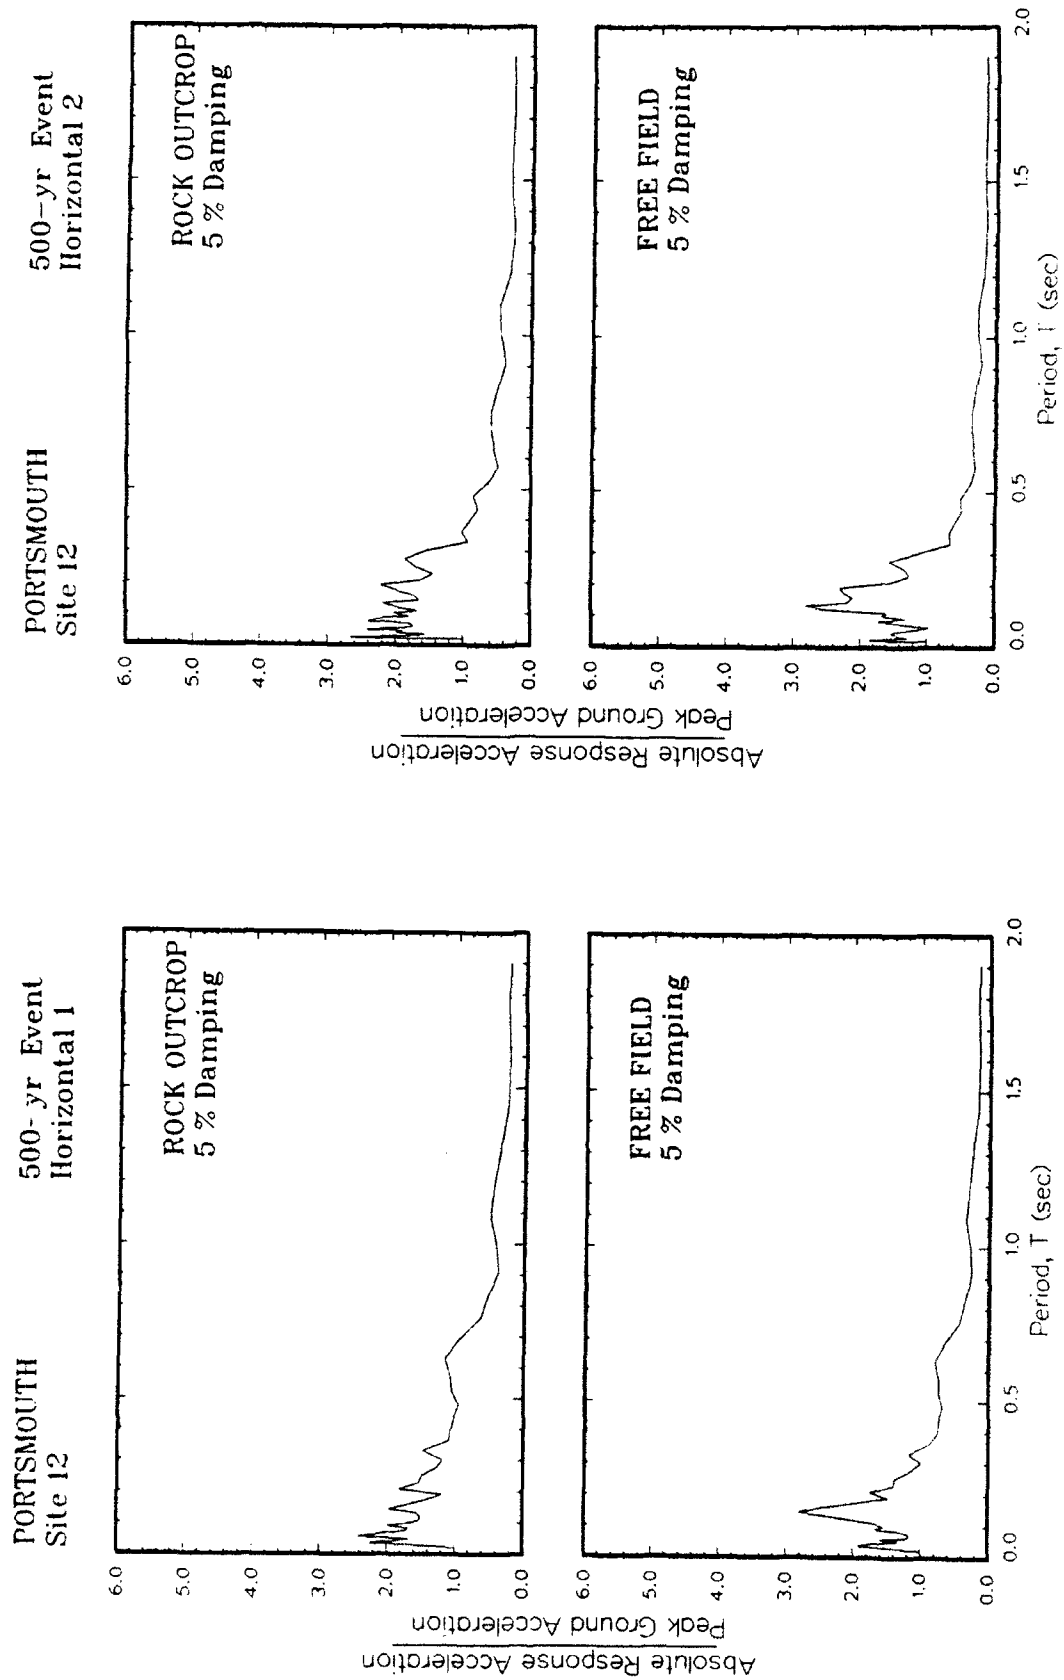 PORTSMOUTH
Site 12
500-yr Event
Horizontal 1
ROCK OUTCROP
5 % Damping
6.0
5.0
4.0
3.0
2.0
1.0
0.0
Absolute Response Acceleration
Peak Ground Acceleration
FREE FIELD
5 % Damping
6.0
5.0
4.0
3.0
2.0
1.0
0.0
0.0
0.5
1.0
1.5
2.0
Period, T (sec)
PORTSMOUTH
Site 12
500-yr Event
Horizontal 2
ROCK OUTCROP
5 % Damping
6.0
5.0
4.0
3.0
2.0
1.0
0.0
Absolute Response Acceleration
Peak Ground Acceleration
FREE FIELD
5 % Damping
6.0
5.0
4.0
3.0
2.0
1.0
0.0
0.0
0.5
1.0
1.5
2.0
Period, T (sec)